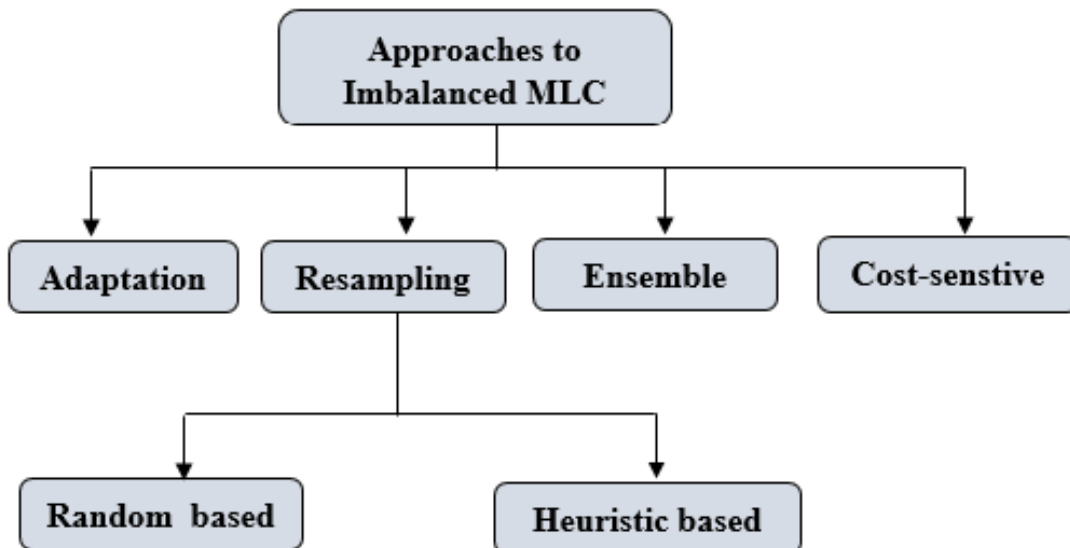 Approaches to
Imbalanced MLC
Adaptation
Resampling
Ensemble
Cost-senstive
Random based
Heuristic based